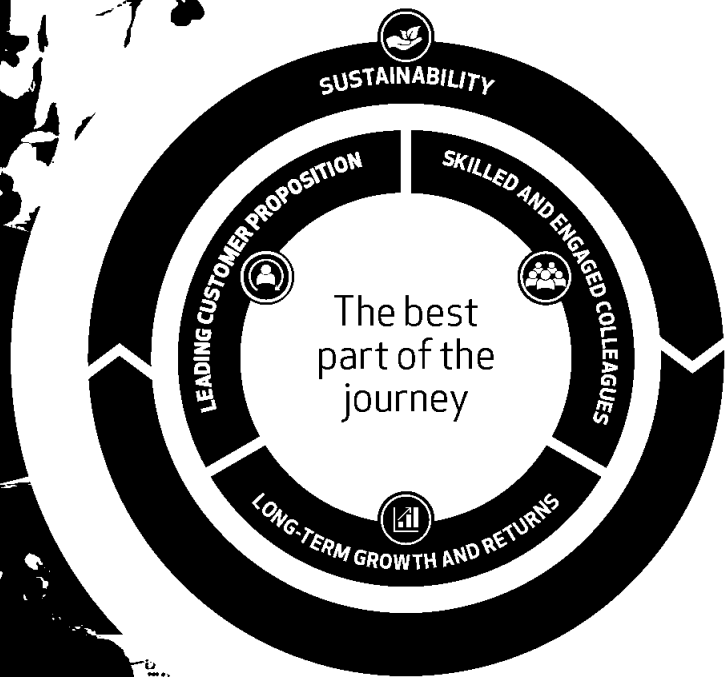 SUSTAINABILITY
LEADING CUSTOMER PROPOSITION
SKILLED AND ENGAGED COLLEAGUES
The best
part of the
journey
LONG-TERM GROWTH AND RETURNS